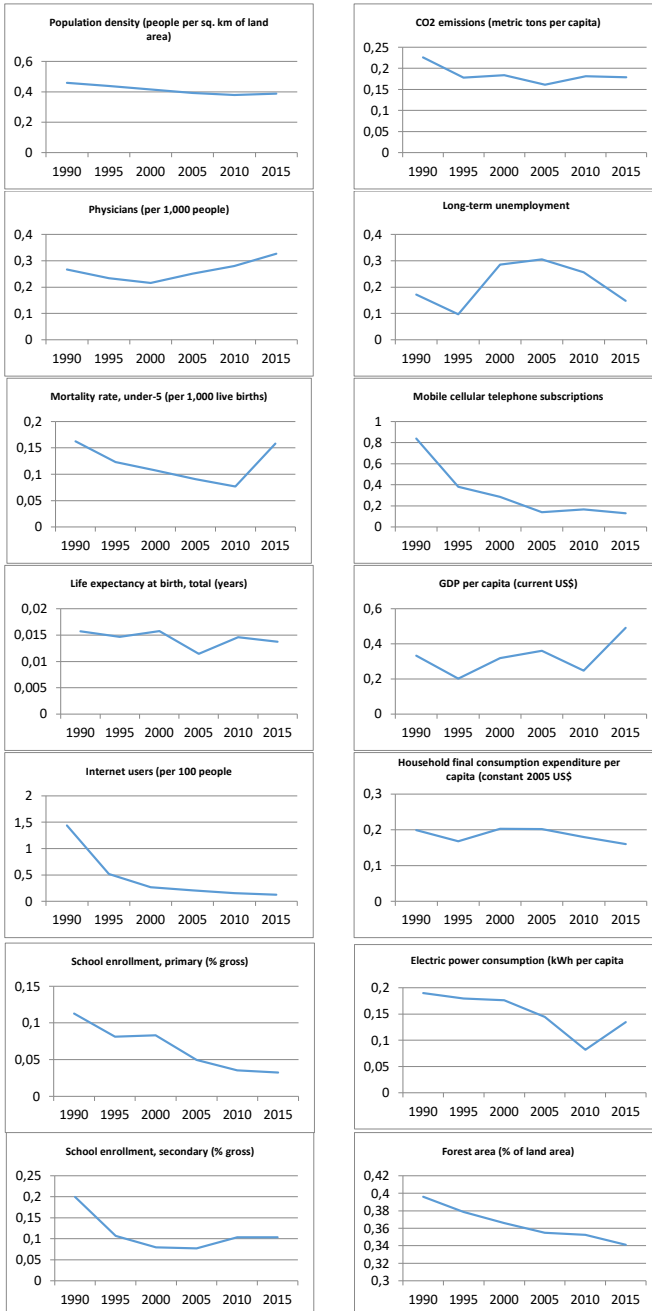 Population density (people per sq. km of land
area)
0,6
0,4
0,2
0
1990 1995 2000 2005 2010 2015
CO2 emissions (metric tons per capita)
0,25
0,2
0,15
0,1
0,05
0
1990 1995 2000 2005 2010 2015
Physicians (per 1,000 people)
0,4
0,3
0,2
0,1
0
1990 1995 2000 2005 2010 2015
Long-term unemployment
0,4
0,3
0,2
0,1
0
1990 1995 2000 2005 2010 2015
Mortality rate, under-5 (per 1,000 live births)
0,2
0,15
0,1
0,05
0
1990 1995 2000 2005 2010 2015
Mobile cellular telephone subscriptions
1
0,8
0,6
0,4
0,2
0
1990 1995 2000 2005 2010 2015
Life expectancy at birth, total (years)
0,02
0,015
0,01
0,005
0
1990 1995 2000 2005 2010 2015
GDP per capita (current US$)
0,6
0,4
0,2
0
1990 1995 2000 2005 2010 2015
Internet users (per 100 people
2
1,5
1
0,5
0
1990 1995 2000 2005 2010 2015
Household final consumption expenditure per
capita (constant 2005 US$
0,3
0,2
0,1
0
1990 1995 2000 2005 2010 2015
School enrollment, primary (% gross)
0,15
0,1
0,05
0
1990 1995 2000 2005 2010 2015
Electric power consumption (kWh per capita
0,2
0,15
0,1
0,05
0
1990 1995 2000 2005 2010 2015
School enrollment, secondary (% gross)
0,25
0,2
0,15
0,1
0,05
0
1990 1995 2000 2005 2010 2015
Forest area (% of land area)
0,42
0,4
0,38
0,36
0,34
0,32
0,3
1990 1995 2000 2005 2010 2015